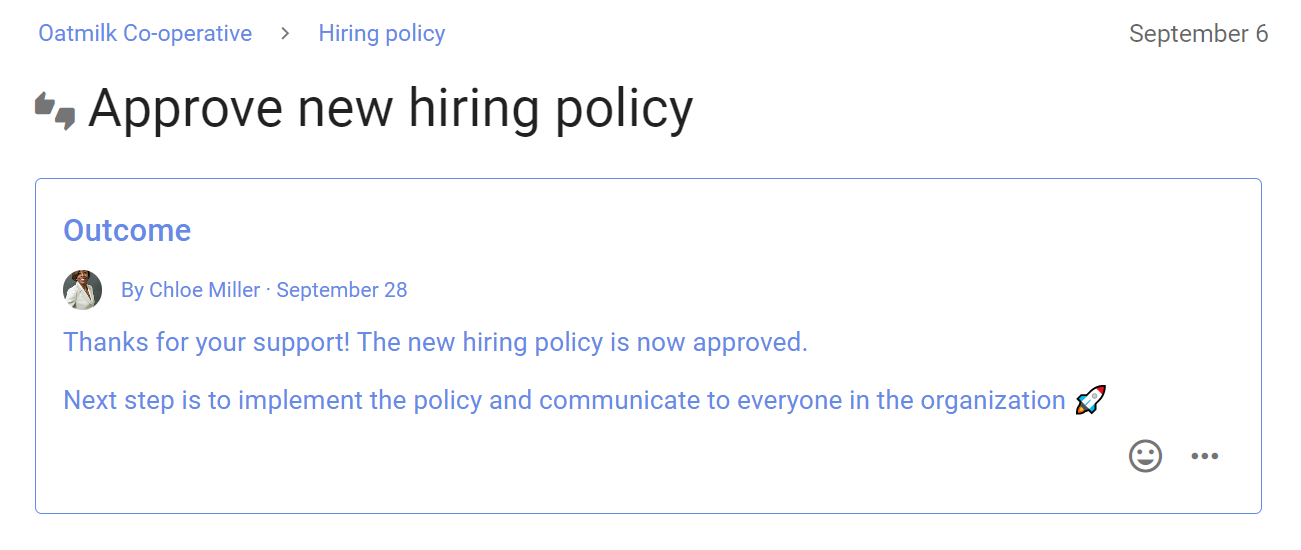 Oatmilk Co-operative > Hiring policy September 6
Approve new hiring policy
Outcome
By Chloe Miller · September 28
Thanks for your support! The new hiring policy is now approved.
Next step is to implement the policy and communicate to everyone in the organization 🚀